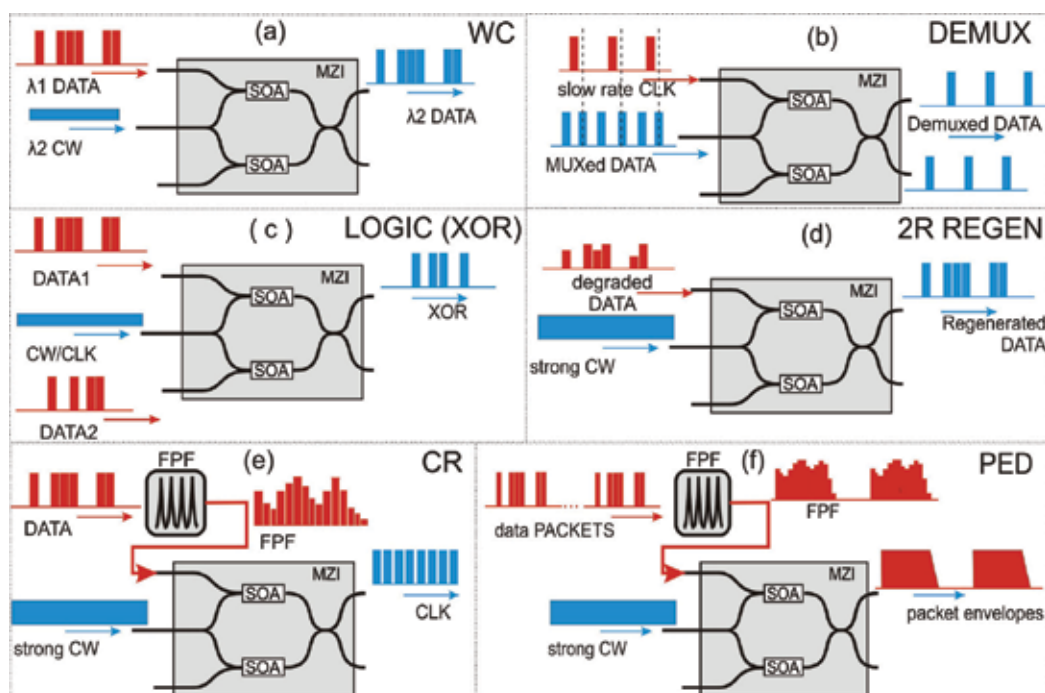 (a)
WC
λ1 DATA
λ2 CW
MZI
SOA
SOA
λ2 DATA
(b)
DEMUX
slow rate CLK
MUXed DATA
MZI
SOA
SOA
Demuxed DATA
( c )
LOGIC (XOR)
DATA1
CW/CLK
DATA2
MZI
SOA
SOA
XOR
(d)
2R REGEN
degraded
DATA
strong CW
MZI
SOA
SOA
Regenerated
DATA
(e)
CR
FPF
DATA
FPF
strong CW
MZI
SOA
SOA
CLK
(f)
PED
FPF
data PACKETS
FPF
strong CW
MZI
SOA
SOA
packet envelopes